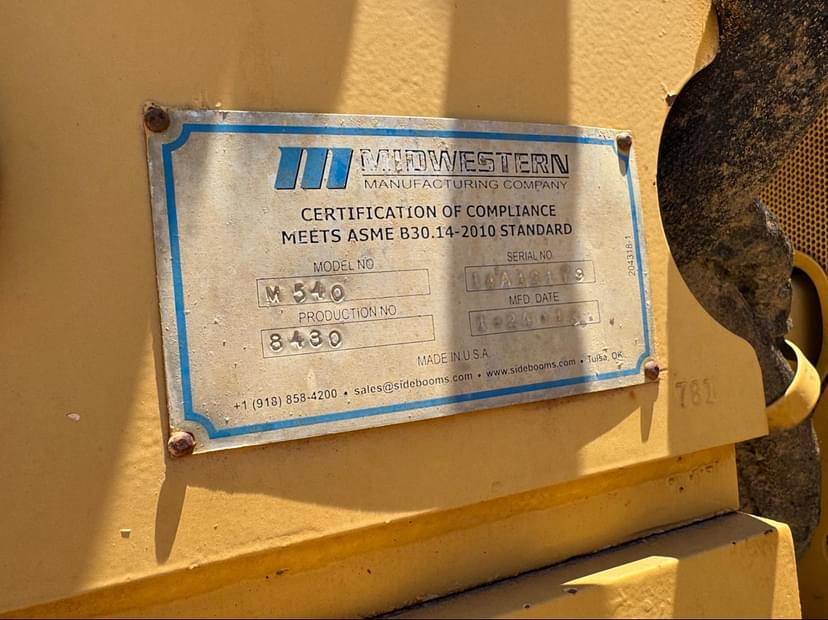 MIDWESTERN
MANUFACTURING COMPANY
CERTIFICATION OF COMPLIANCE
MEETS ASME B30.14-2010 STANDARD
MODEL NO
M 540
PRODUCTION NO
8430
SERIAL NO
MFD DATE
204318-1
MADE IN U.S.A
+1 (918) 858-4200 • sales@sidebooms.com • www.sidebooms.com • Tulsa, OK
781